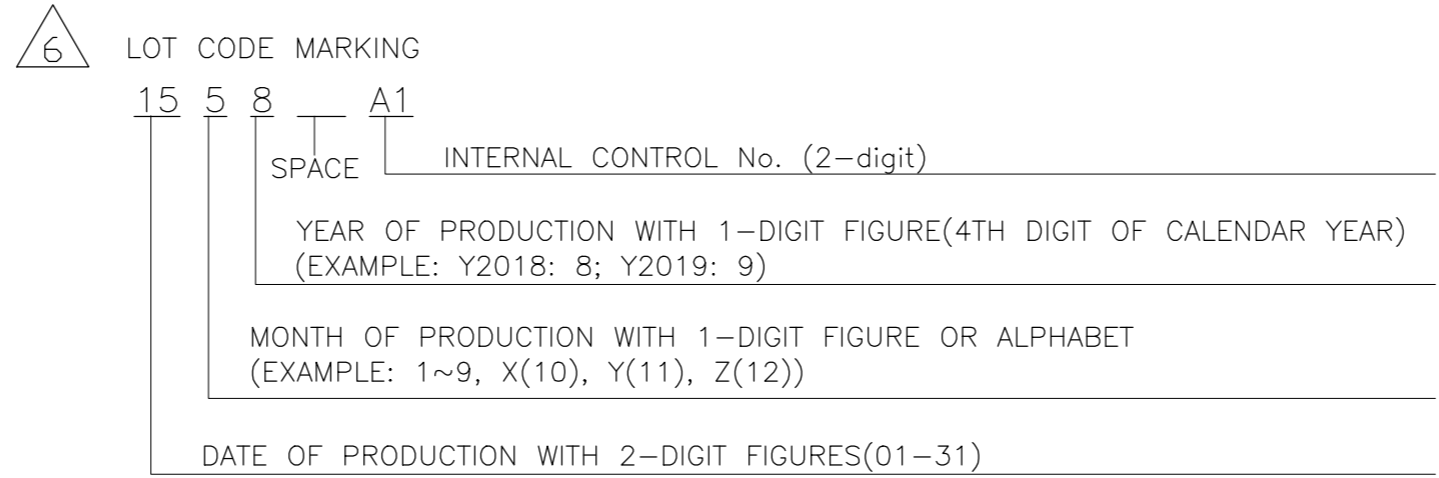 6 LOT CODE MARKING
15 5 8 __ A1
SPACE INTERNAL CONTROL No. (2-digit)
YEAR OF PRODUCTION WITH 1-DIGIT FIGURE(4TH DIGIT OF CALENDAR YEAR)
(EXAMPLE: Y2018: 8; Y2019: 9)
MONTH OF PRODUCTION WITH 1-DIGIT FIGURE OR ALPHABET
(EXAMPLE: 1~9, X(10), Y(11), Z(12))
DATE OF PRODUCTION WITH 2-DIGIT FIGURES(01-31)